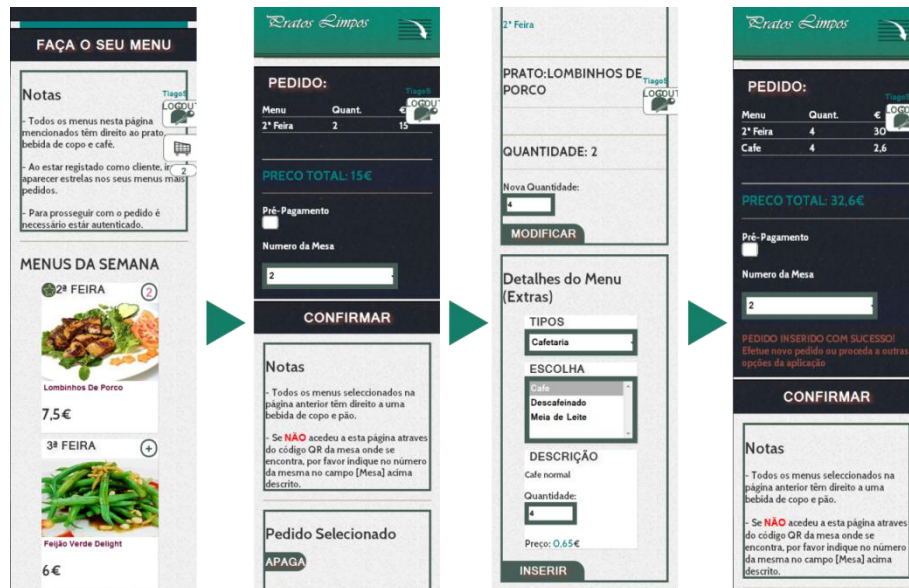 FAÇA O SEU MENU
Notas
TiagoS
LOGOUT
- Todos os menus nesta página
mencionados têm direito ao prato,
bebida de copo e café.
- Ao estar registado como cliente, ir
aparecer estrelas nos seus menus mais
pedidos.
2
- Para prosseguir com o pedido é
necessário estár autenticado.
MENUS DA SEMANA
2ª FEIRA
2
Lombinhos De Porco
7,5€
3ª FEIRA
+
Feijão Verde Delight
6€
Pratos Limpos
PEDIDO:
TiagoS
LOGOUT
Menu Quant. €
2ª Feira 2 15
PRECO TOTAL: 15€
Pré-Pagamento
Numero da Mesa
2
CONFIRMAR
Notas
- Todos os menus seleccionados na
página anterior têm direito a uma
bebida de copo e pão.
- Se NÃO acedeu a esta página atraves
do código QR da mesa onde se
encontra, por favor indique no número
da mesma no campo [Mesa] acima
descrito.
Pedido Selecionado
APAGA
2ª Feira
PRATO:LOMBINHOS DE
PORCO
TiagoS
LOGOUT
QUANTIDADE: 2
Nova Quantidade:
4
MODIFICAR
Detalhes do Menu
(Extras)
TIPOS
Cafetaria
ESCOLHA
Cafe
Descafeinado
Meia de Leite
DESCRIÇÃO
Cafe normal
Quantidade:
4
Preço: 0.65€
INSERIR
Pratos Limpos
PEDIDO:
TiagoS
Menu Quant. €
2ª Feira 4 30
Cafe 4 2,6
PRECO TOTAL: 32,6€
Pré-Pagamento
Numero da Mesa
2
PEDIDO INSERIDO COM SUCESSO!
Efetue novo pedido ou proceda a outras
opções da aplicação
CONFIRMAR
Notas
- Todos os menus seleccionados na
página anterior têm direito a uma
bebida de copo e pão.
- Se NÃO acedeu a esta página atraves
do código QR da mesa onde se
encontra, por favor indique no número
da mesma no campo [Mesa] acima
descrito.